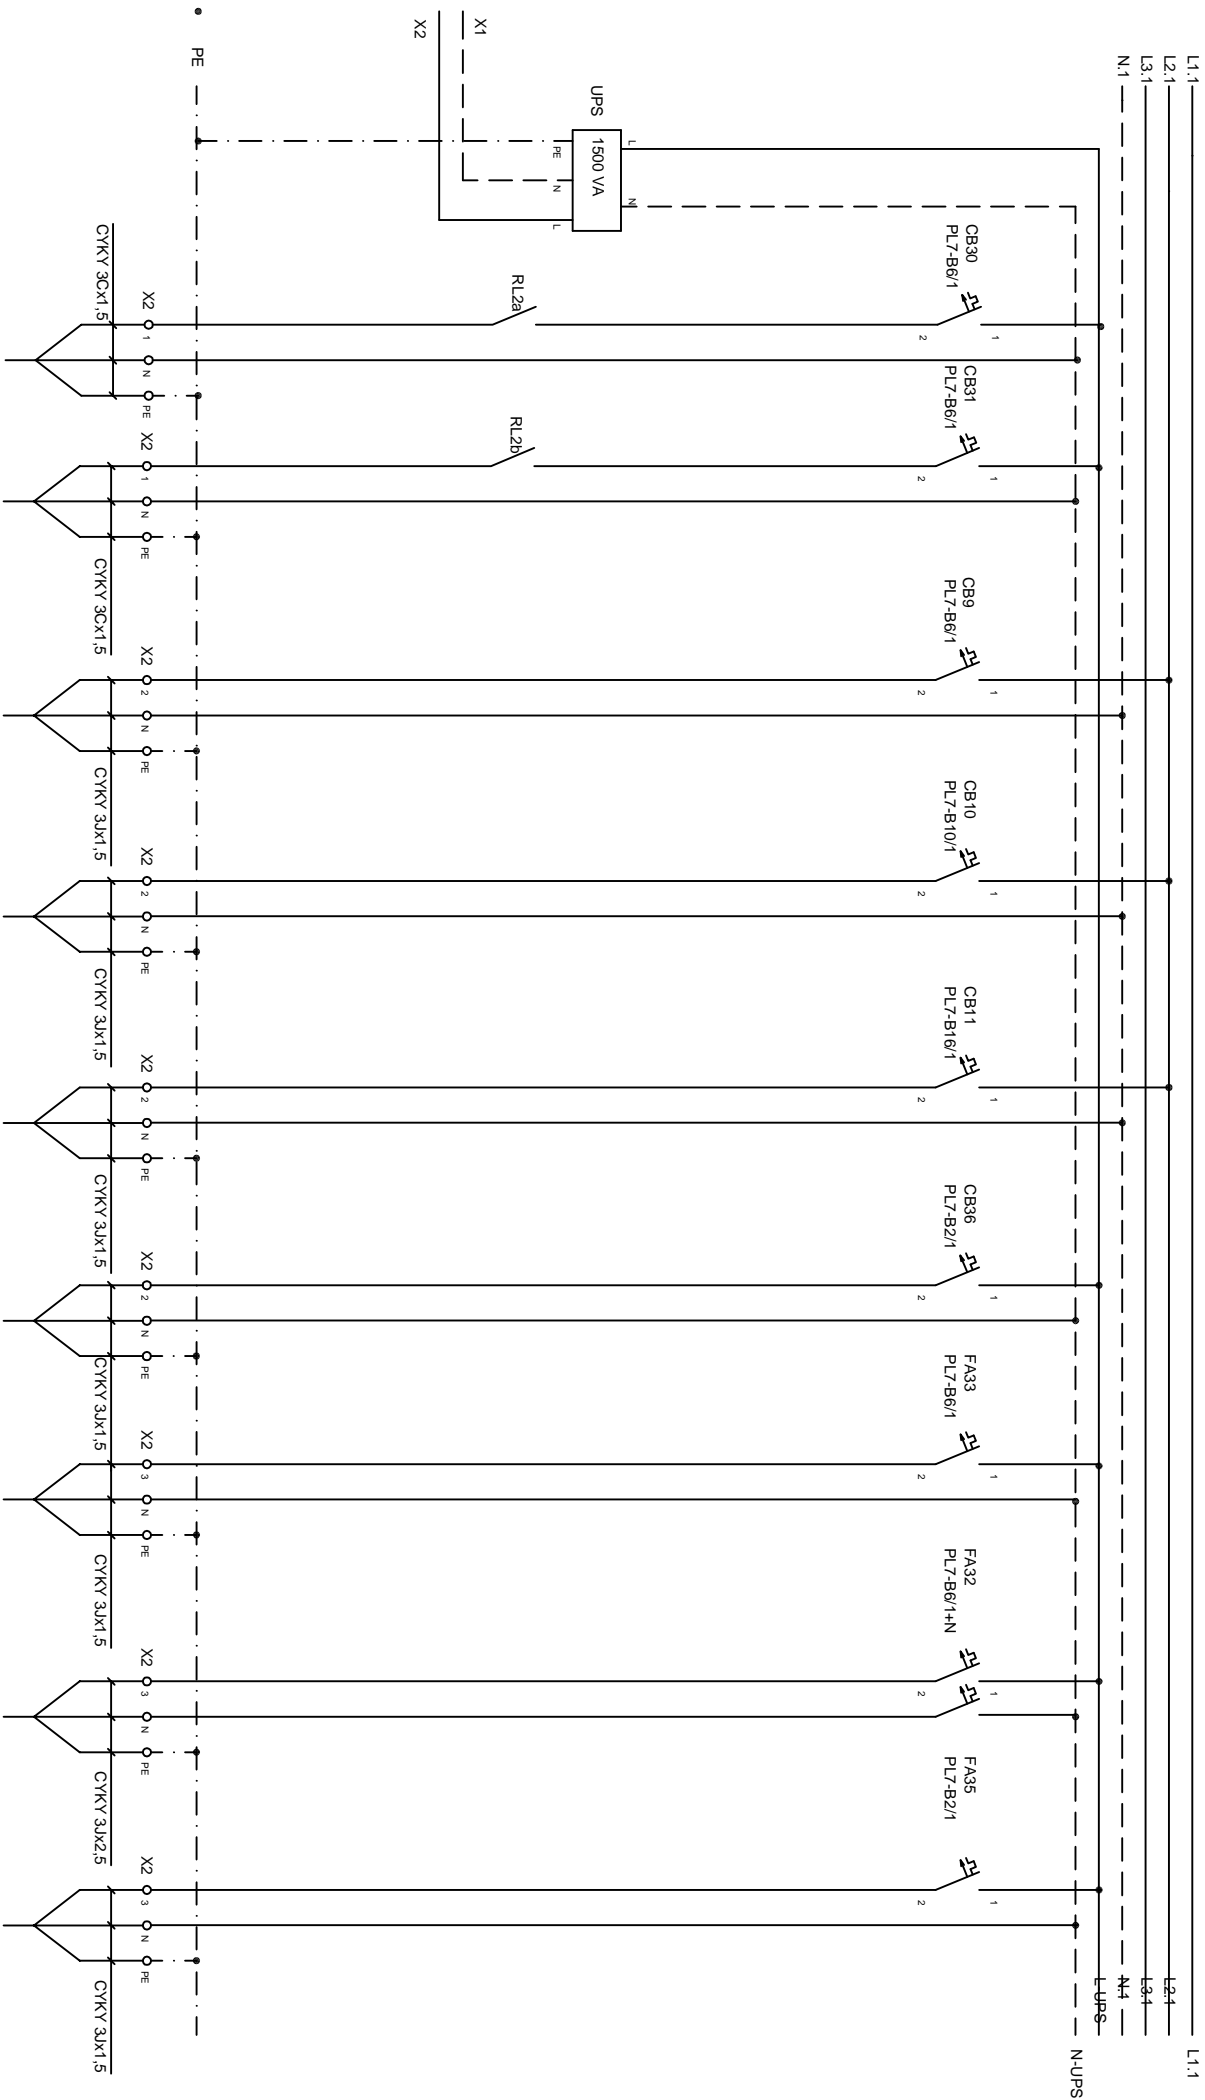 L1.1
L2.1
L3.1
N.1
X1
X2
PE
UPS
1500 VA
L
N
PE
N
L
CB30
PL7-B6/1
1
2
RL2a
X2
1
N
PE
CYKY 3Cx1,5
CB31
PL7-B6/1
1
2
RL2b
X2
1
N
PE
CYKY 3Cx1,5
CB9
PL7-B6/1
1
2
X2
2
N
PE
CYKY 3Jx1,5
CB10
PL7-B10/1
1
2
X2
2
N
PE
CYKY 3Jx1,5
CB11
PL7-B16/1
1
2
X2
2
N
PE
CYKY 3Jx1,5
CB36
PL7-B2/1
1
2
X2
2
N
PE
CYKY 3Jx1,5
FA33
PL7-B6/1
1
2
X2
3
N
PE
CYKY 3Jx1,5
FA32
PL7-B6/1+N
1
2
X2
3
N
PE
CYKY 3Jx2,5
FA35
PL7-B2/1
1
2
X2
3
N
PE
CYKY 3Jx1,5
L1.1
L2.1
L3.1
N.1
L-UPS
N-UPS